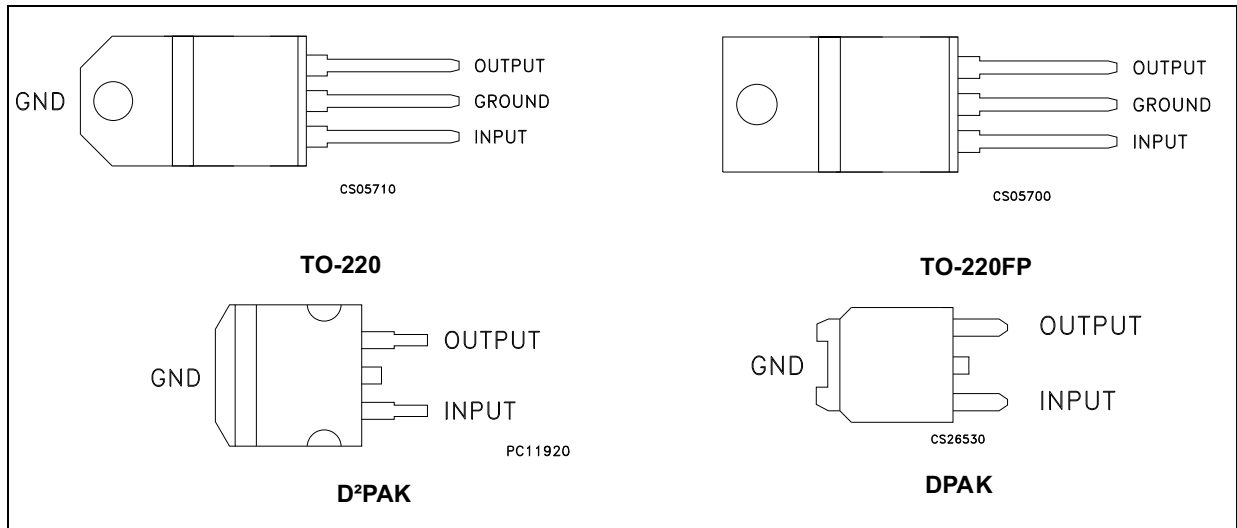 OUTPUT
GND
GROUND
INPUT
CS05710
TO-220
OUTPUT
GROUND
INPUT
CS05700
TO-220FP
OUTPUT
GND
INPUT
PC11920
D²PAK
OUTPUT
GND
INPUT
CS26530
DPAK